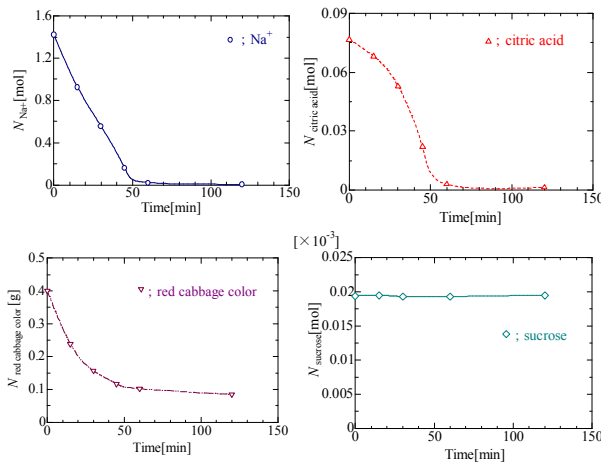 1.6
1.2
0.8
0.4
0
0 50 100 150
Time[min]
N Na+[mol]
; Na+
0.09
0.06
0.03
0
0 50 100 150
Time[min]
N citric acid [mol]
; citric acid
0.5
0.4
0.3
0.2
0.1
0
0 50 100 150
Time[min]
N red cabbage color[g]
; red cabbage color
[×10-3]
0.025
0.02
0.015
0.01
0.005
0
0 50 100 150
Time[min]
N sucrose[mol]
; sucrose